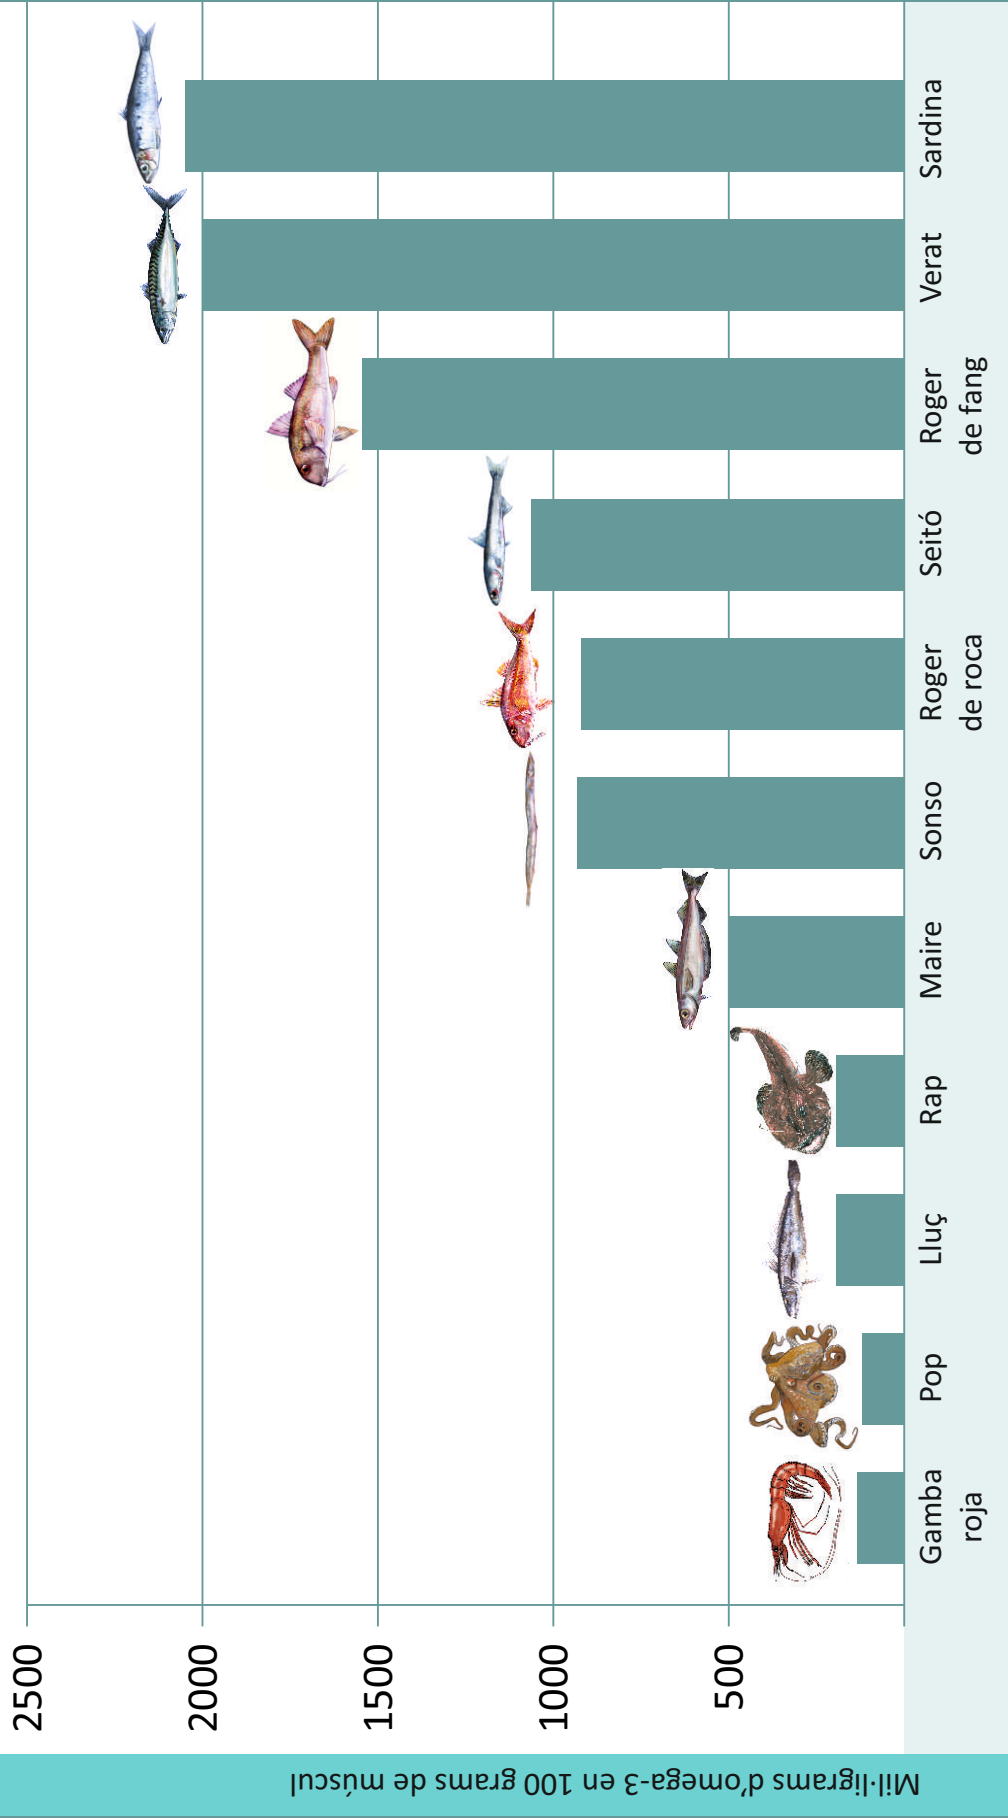 Mil·ligrams d'omega-3 en 100 grams de múscul
2500
2000
1500
1000
500
Gamba
roja
Pop
Lluç
Rap
Maire
Sonso
Roger
de roca
Seitó
Roger
de fang
Verat
Sardina